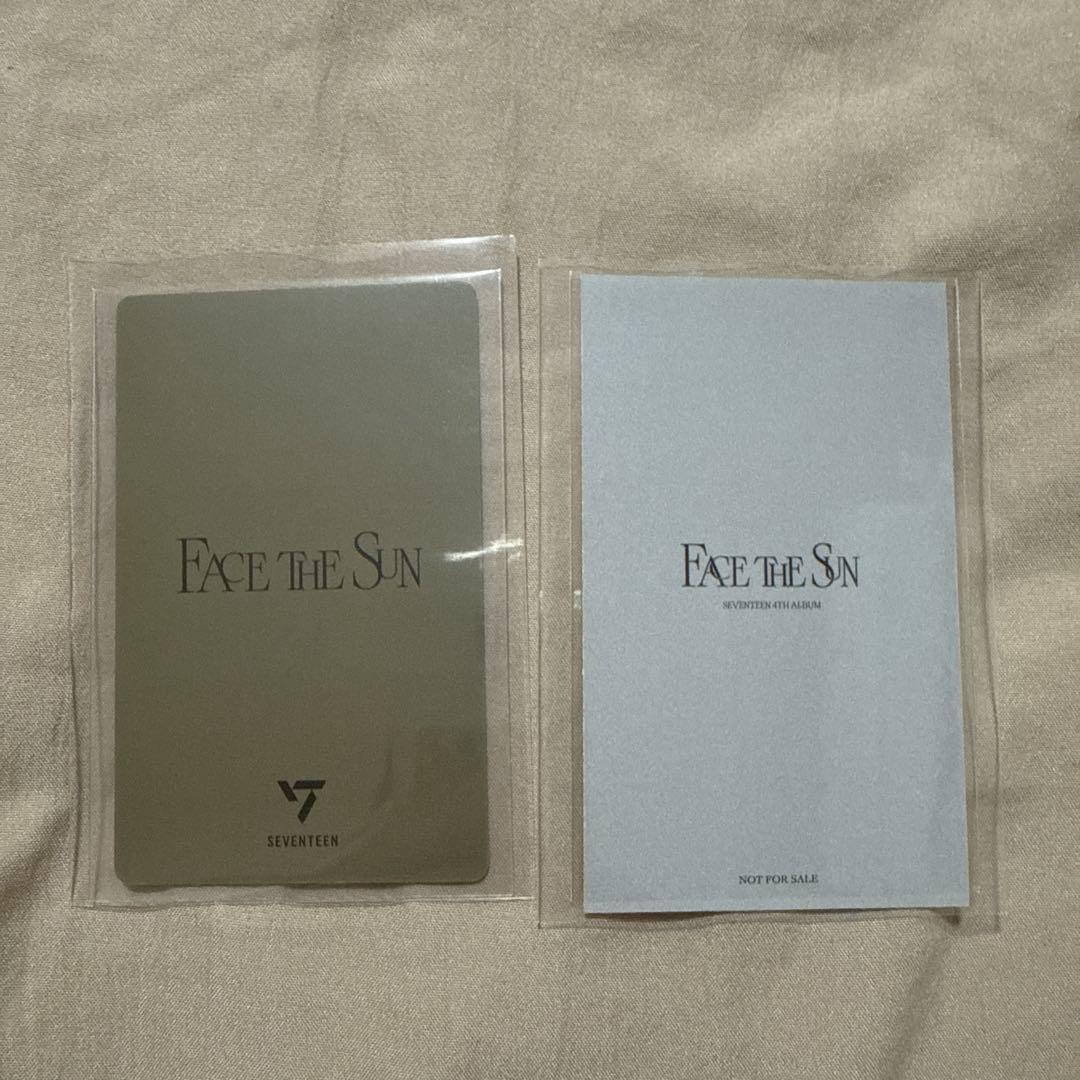 FACE THE SUN
SEVENTEEN
FACE THE SUN
SEVENTEEN 4TH ALBUM
NOT FOR SALE